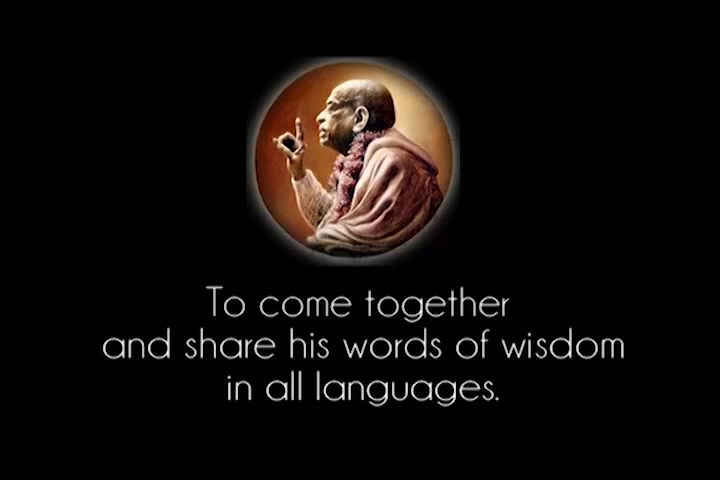 To come together
and share his words of wisdom
in all languages.